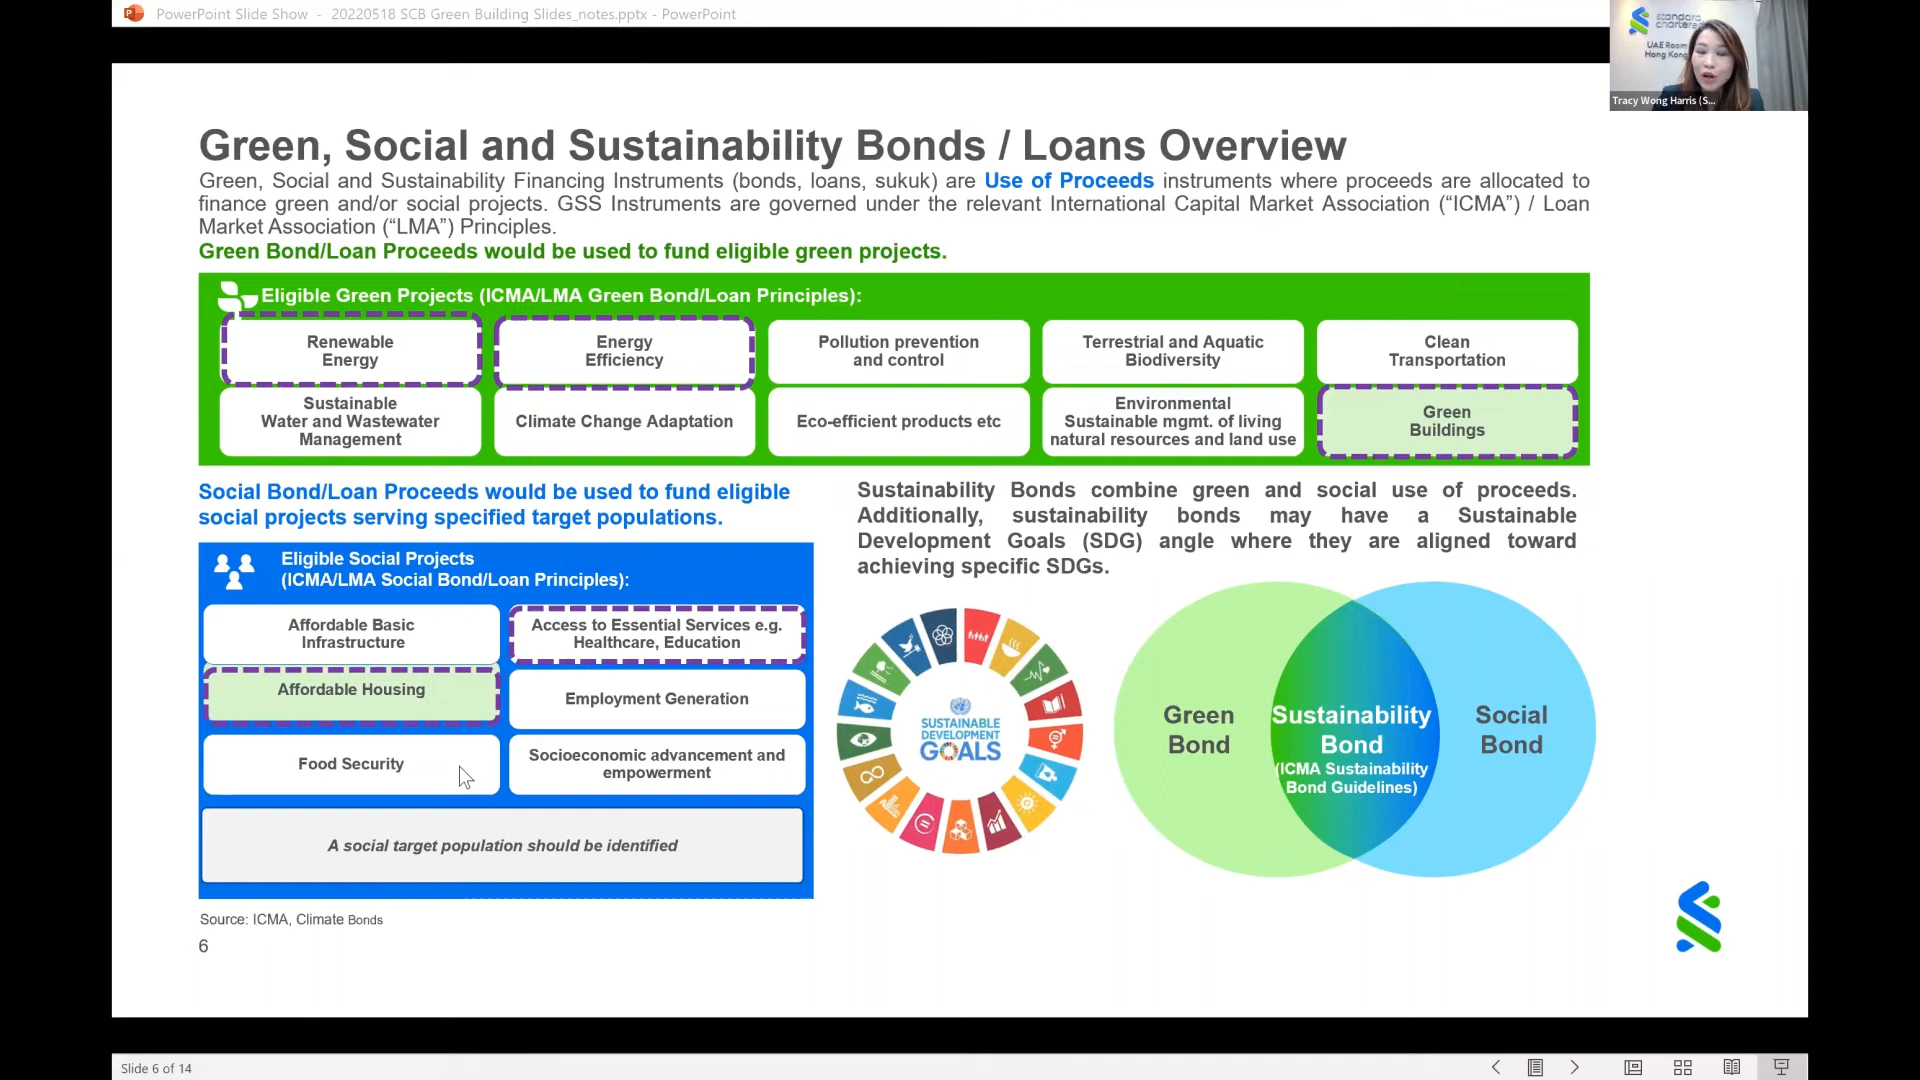 PowerPoint Slide Show - 20220518 SCB Green Building Slides_notes.pptx - PowerPoint
standard
chartered
UAE Room
Hong Kong
Tracy Wong Harris (S...
Green, Social and Sustainability Bonds / Loans Overview
Green, Social and Sustainability Financing Instruments (bonds, loans, sukuk) are Use of Proceeds instruments where proceeds are allocated to
finance green and/or social projects. GSS Instruments are governed under the relevant International Capital Market Association (“ICMA”) / Loan
Market Association (“LMA”) Principles.
Green Bond/Loan Proceeds would be used to fund eligible green projects.
Eligible Green Projects (ICMA/LMA Green Bond/Loan Principles):
Renewable
Energy
Energy
Efficiency
Pollution prevention
and control
Terrestrial and Aquatic
Biodiversity
Clean
Transportation
Sustainable
Water and Wastewater
Management
Climate Change Adaptation
Eco-efficient products etc
Environmental
Sustainable mgmt. of living
natural resources and land use
Green
Buildings
Social Bond/Loan Proceeds would be used to fund eligible
social projects serving specified target populations.
Eligible Social Projects
(ICMA/LMA Social Bond/Loan Principles):
Affordable Basic
Infrastructure
Access to Essential Services e.g.
Healthcare, Education
Affordable Housing
Employment Generation
Food Security
Socioeconomic advancement and
empowerment
A social target population should be identified
Sustainability Bonds combine green and social use of proceeds.
Additionally, sustainability bonds may have a Sustainable
Development Goals (SDG) angle where they are aligned toward
achieving specific SDGs.
SUSTAINABLE
DEVELOPMENT
GOALS
Green
Bond
Sustainability
Bond
(ICMA Sustainability
Bond Guidelines)
Social
Bond
Source: ICMA, Climate Bonds
6
Slide 6 of 14